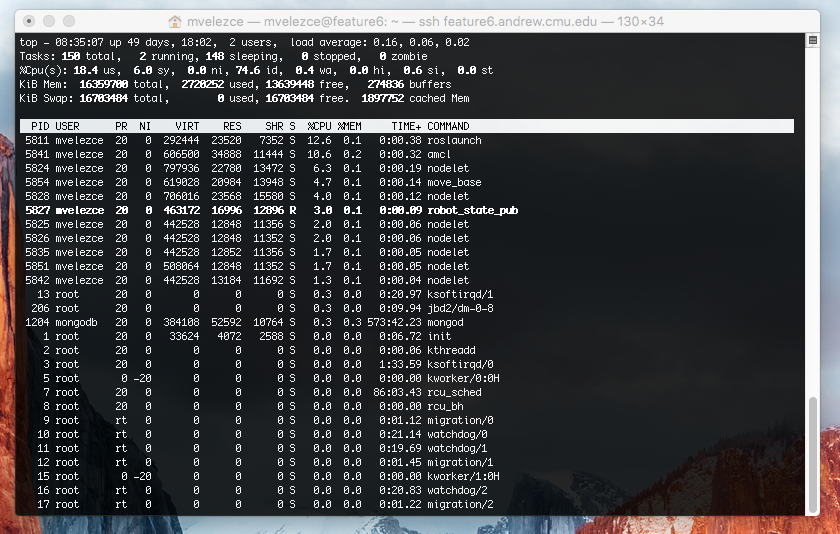 mvelezce — mvelezce@feature6: ~ — ssh feature6.andrew.cmu.edu — 130×34
top - 08:35:07 up 49 days, 18:02,  2 users,  load average: 0.16, 0.06, 0.02
Tasks: 150 total,   2 running, 148 sleeping,   0 stopped,   0 zombie
%Cpu(s): 18.4 us,  6.0 sy,  0.0 ni, 74.6 id,  0.4 wa,  0.0 hi,  0.6 si,  0.0 st
KiB Mem:  16359700 total,  2720252 used, 13639448 free,   274836 buffers
KiB Swap: 16703484 total,        0 used, 16703484 free.  1897752 cached Mem
PID USER      PR  NI    VIRT    RES    SHR S  %CPU %MEM     TIME+ COMMAND
5811 mvelezce  20   0  292444  23520   7352 S  12.6  0.1   0:00.38 roslaunch
5841 mvelezce  20   0  606500  34888  11444 S  10.6  0.2   0:00.32 amcl
5824 mvelezce  20   0  797936  22780  13472 S   6.3  0.1   0:00.19 nodelet
5854 mvelezce  20   0  619028  20984  13948 S   4.7  0.1   0:00.14 move_base
5828 mvelezce  20   0  706016  23568  15580 S   4.0  0.1   0:00.12 nodelet
5827 mvelezce  20   0  463172  16996  12896 R   3.0  0.1   0:00.09 robot_state_pub
5825 mvelezce  20   0  442528  12848  11356 S   2.0  0.1   0:00.06 nodelet
5826 mvelezce  20   0  442528  12848  11352 S   2.0  0.1   0:00.06 nodelet
5835 mvelezce  20   0  442528  12852  11356 S   1.7  0.1   0:00.05 nodelet
5851 mvelezce  20   0  508064  12848  11352 S   1.7  0.1   0:00.05 nodelet
5842 mvelezce  20   0  442528  13184  11692 S   1.3  0.1   0:00.04 nodelet
13 root      20   0       0      0      0 S   0.3  0.0   0:20.97 ksoftirqd/1
206 root      20   0       0      0      0 S   0.3  0.0   0:09.94 jbd2/dm-0-8
1204 mongodb   20   0  384108  52592  10764 S   0.3  0.3 573:42.23 mongod
1 root      20   0   33624   4072   2588 S   0.0  0.0   0:06.72 init
2 root      20   0       0      0      0 S   0.0  0.0   0:00.06 kthreadd
3 root      20   0       0      0      0 S   0.0  0.0   1:33.59 ksoftirqd/0
5 root       0 -20       0      0      0 S   0.0  0.0   0:00.00 kworker/0:0H
7 root      20   0       0      0      0 S   0.0  0.0  86:03.43 rcu_sched
8 root      20   0       0      0      0 S   0.0  0.0   0:00.00 rcu_bh
9 root      rt   0       0      0      0 S   0.0  0.0   0:01.12 migration/0
10 root      rt   0       0      0      0 S   0.0  0.0   0:21.14 watchdog/0
11 root      rt   0       0      0      0 S   0.0  0.0   0:19.69 watchdog/1
12 root      rt   0       0      0      0 S   0.0  0.0   0:01.45 migration/1
15 root       0 -20       0      0      0 S   0.0  0.0   0:00.00 kworker/1:0H
16 root      rt   0       0      0      0 S   0.0  0.0   0:20.83 watchdog/2
17 root      rt   0       0      0      0 S   0.0  0.0   0:01.22 migration/2